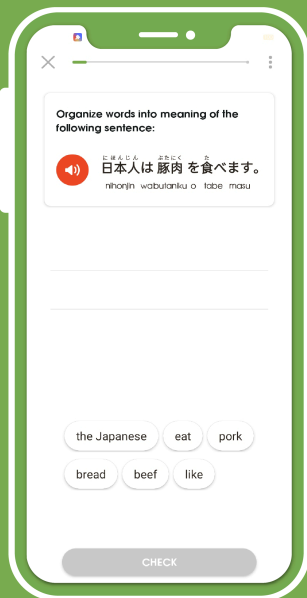 Organize words into meaning of the
following sentence:
にほんじん ぶたにく た
日本人は 豚肉 を食べます。
nihonjin wabutaniku o tabe masu
the Japanese eat pork
bread beef like
CHECK